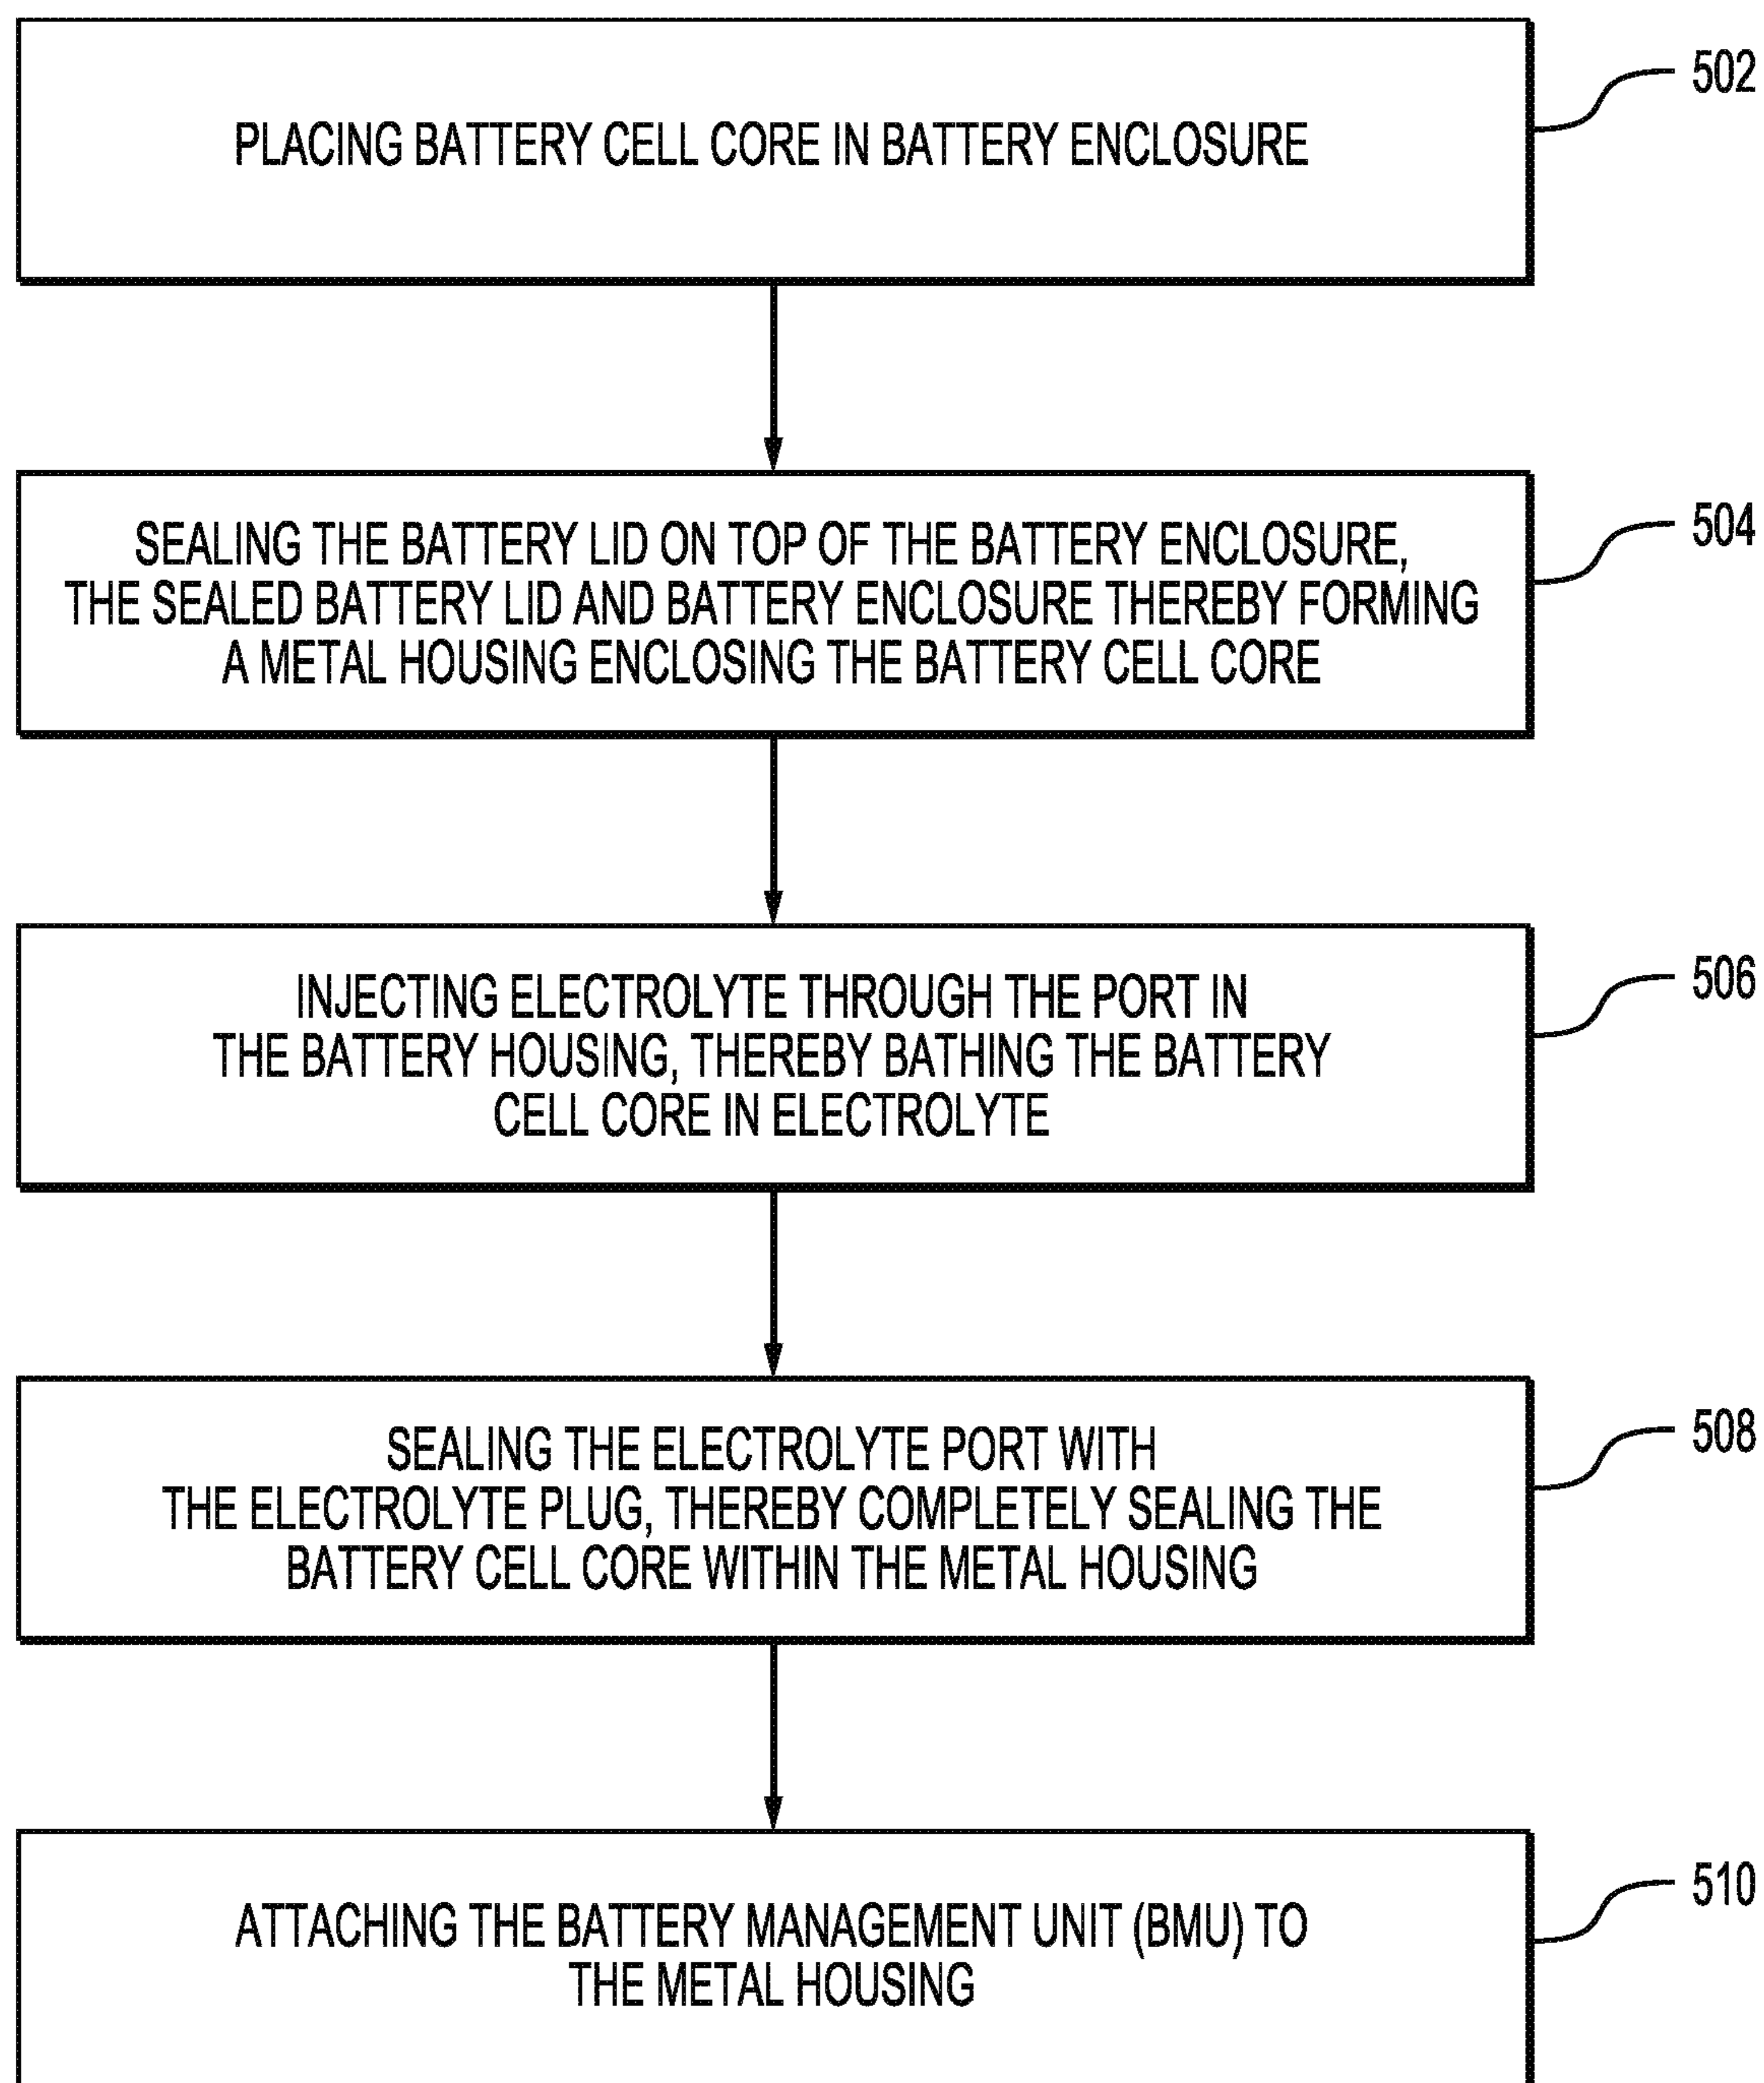 PLACING BATTERY CELL CORE IN BATTERY ENCLOSURE
502
SEALING THE BATTERY LID ON TOP OF THE BATTERY ENCLOSURE,
THE SEALED BATTERY LID AND BATTERY ENCLOSURE THEREBY FORMING
A METAL HOUSING ENCLOSING THE BATTERY CELL CORE
504
INJECTING ELECTROLYTE THROUGH THE PORT IN
THE BATTERY HOUSING, THEREBY BATHING THE BATTERY
CELL CORE IN ELECTROLYTE
506
SEALING THE ELECTROLYTE PORT WITH
THE ELECTROLYTE PLUG, THEREBY COMPLETELY SEALING THE
BATTERY CELL CORE WITHIN THE METAL HOUSING
508
ATTACHING THE BATTERY MANAGEMENT UNIT (BMU) TO
THE METAL HOUSING
510